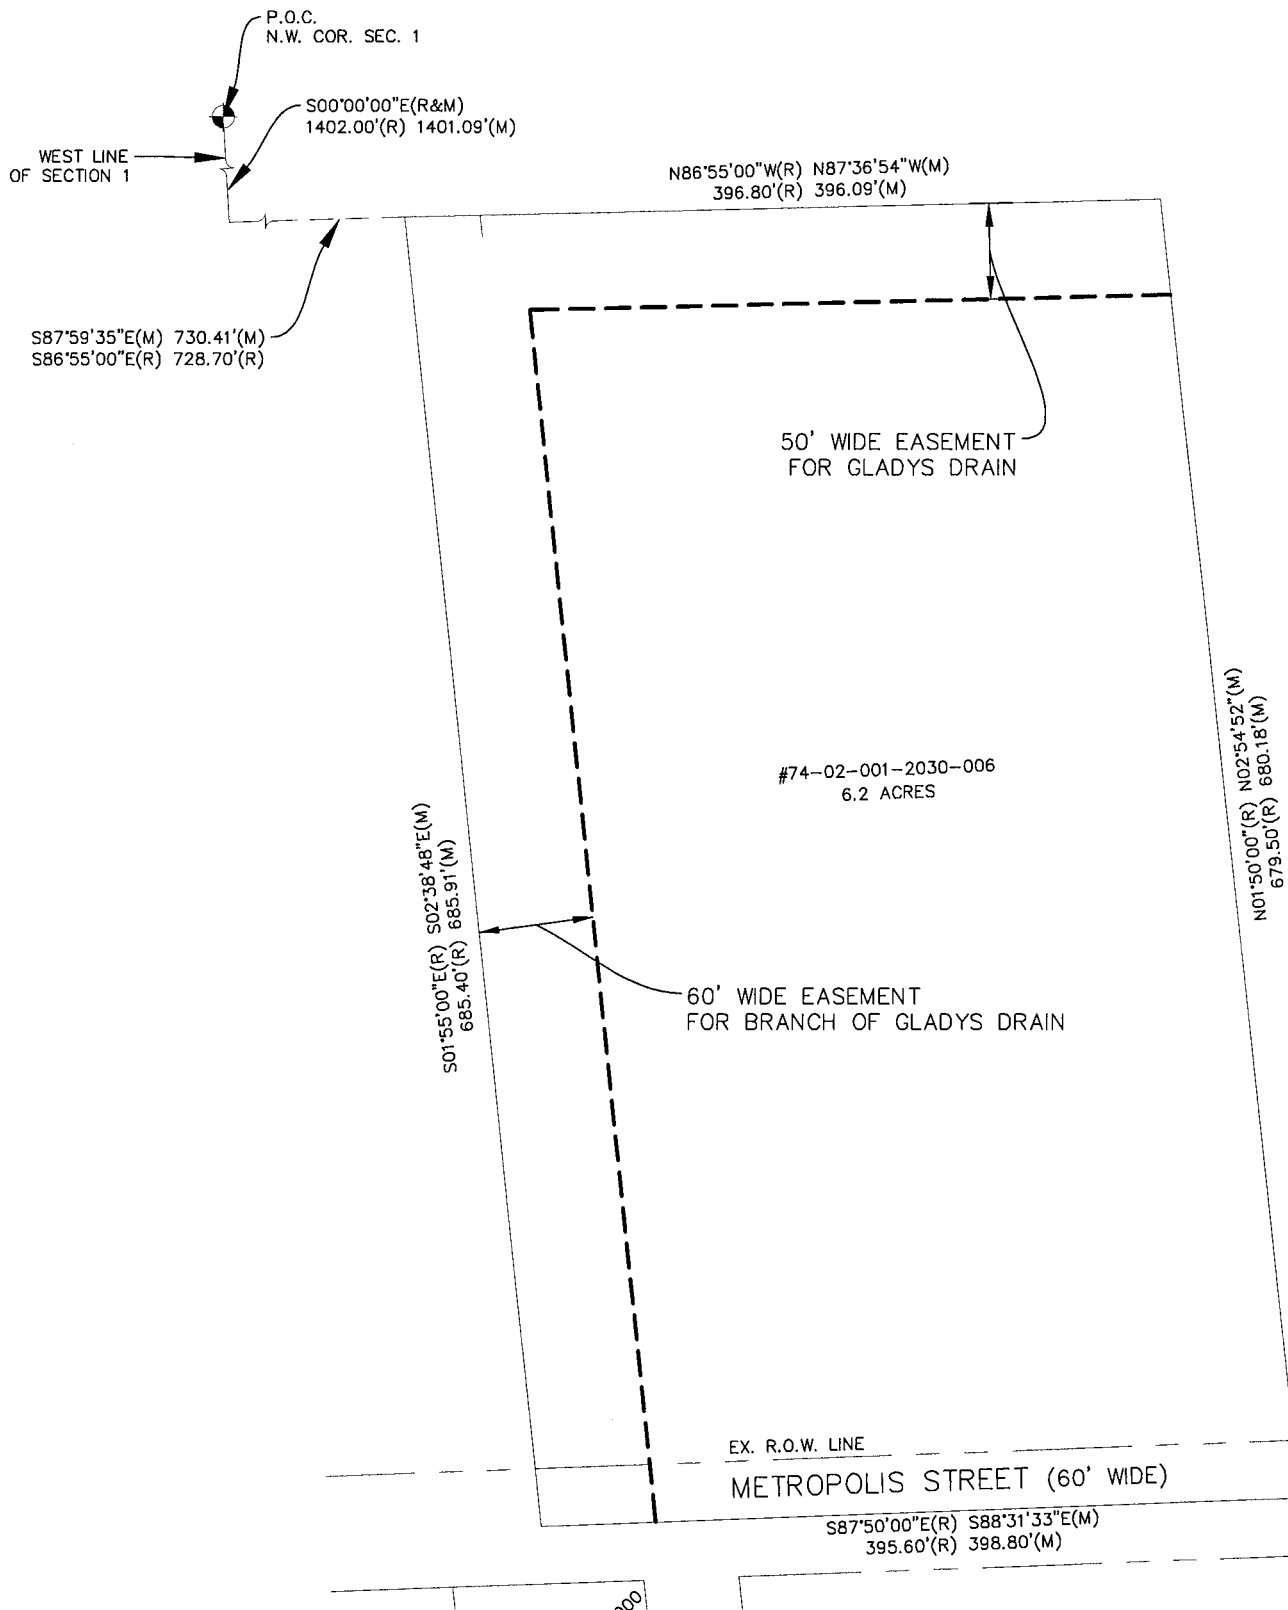 P.O.C.
N.W. COR. SEC. 1
S00°00'00"E(R&M)
1402.00'(R) 1401.09'(M)
WEST LINE
OF SECTION 1
N86°55'00"W(R) N87°36'54"W(M)
396.80'(R) 396.09'(M)
S87°59'35"E(M) 730.41'(M)
S86°55'00"E(R) 728.70'(R)
50' WIDE EASEMENT
FOR GLADYS DRAIN
#74-02-001-2030-006
6.2 ACRES
N01°50'00"(R) N02°54'52"(M)
679.50'(R) 680.18'(M)
S01°55'00"E(R) S02°38'48"E(M)
685.40'(R) 685.91'(M)
60' WIDE EASEMENT
FOR BRANCH OF GLADYS DRAIN
EX. R.O.W. LINE
METROPOLIS STREET (60' WIDE)
S87°50'00"E(R) S88°31'33"E(M)
395.60'(R) 398.80'(M)